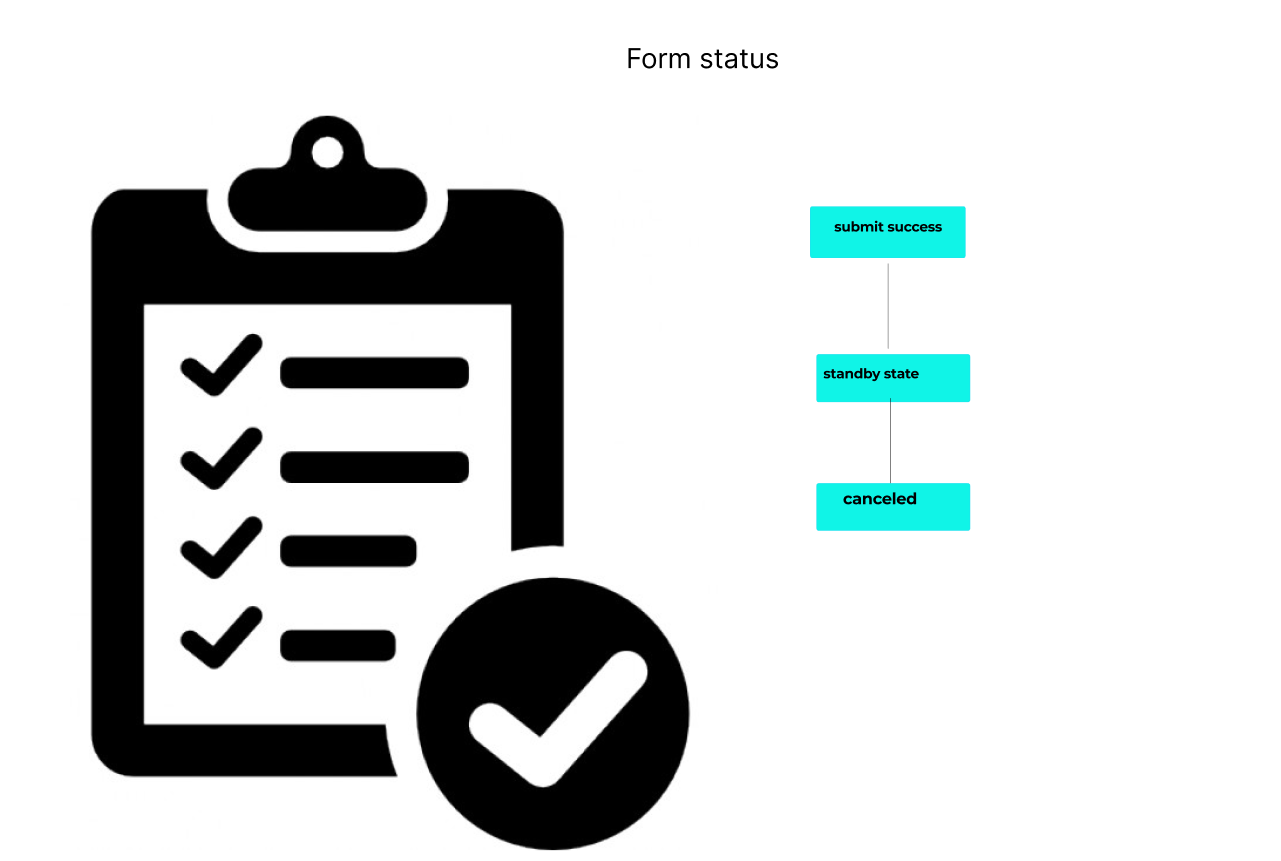 Form status
submit success
standby state
canceled